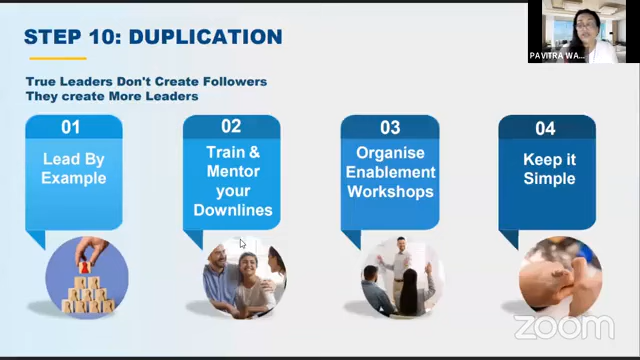 STEP 10: DUPLICATION
PAVITRA WA...
True Leaders Don't Create Followers
They create More Leaders
01
Lead By
Example
02
Train &
Mentor
your
Downlines
03
Organise
Enablement
Workshops
04
Keep it
Simple
zoom